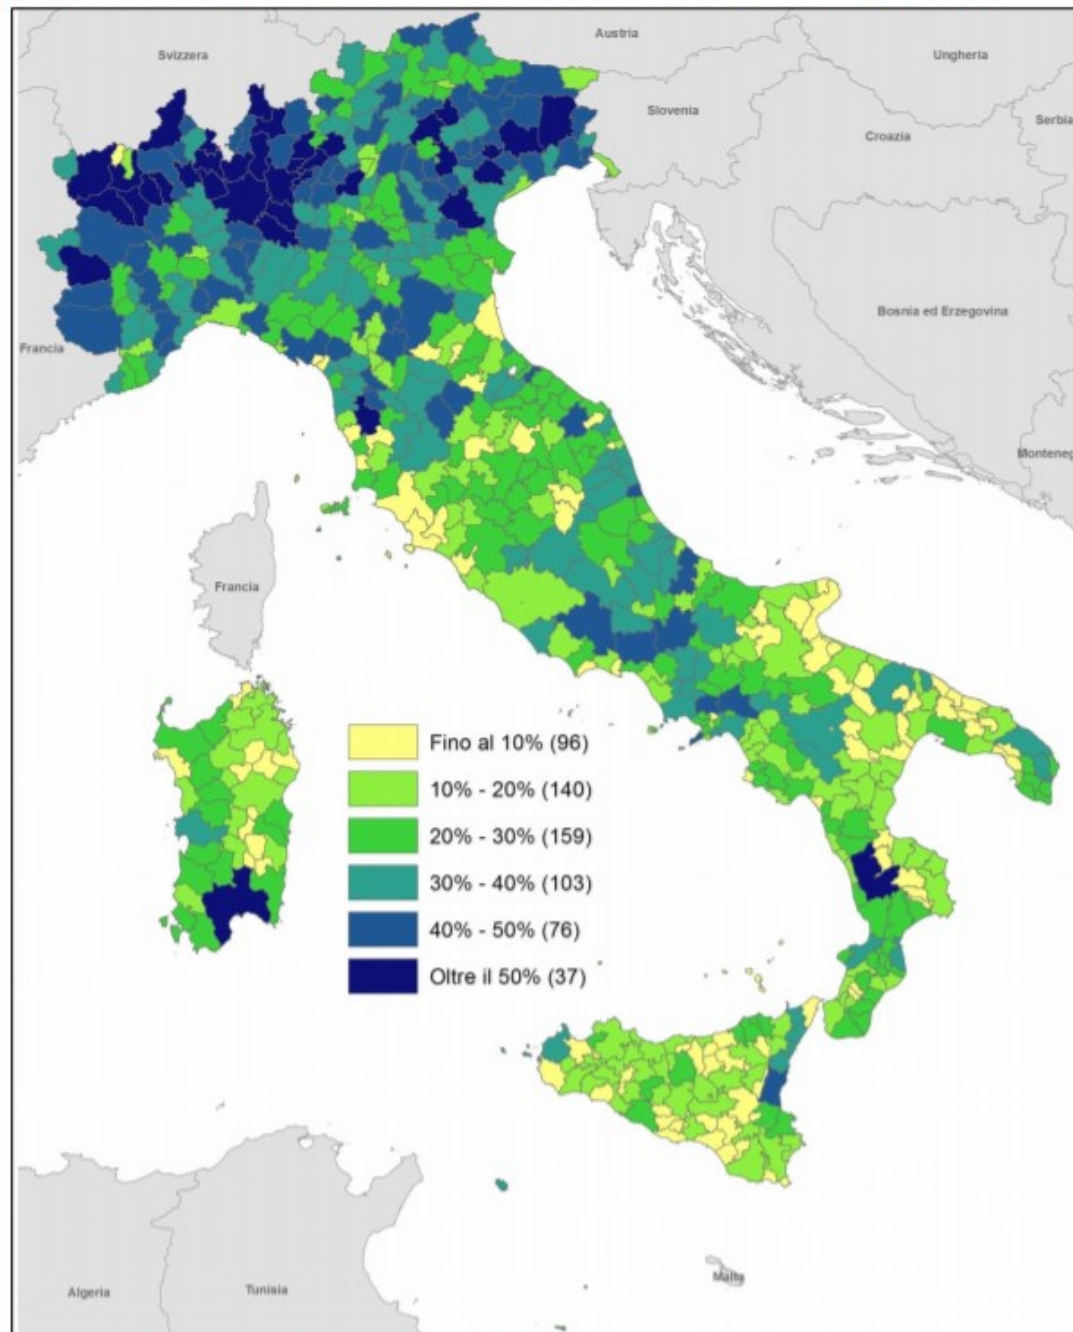 Svizzera
Austria
Ungheria
Slovenia
Croazia
Serbia
Bosnia ed Erzegovina
Francia
Monteneg
Francia
Fino al 10% (96)
10% - 20% (140)
20% - 30% (159)
30% - 40% (103)
40% - 50% (76)
Oltre il 50% (37)
Malta
Algeria
Tunisia